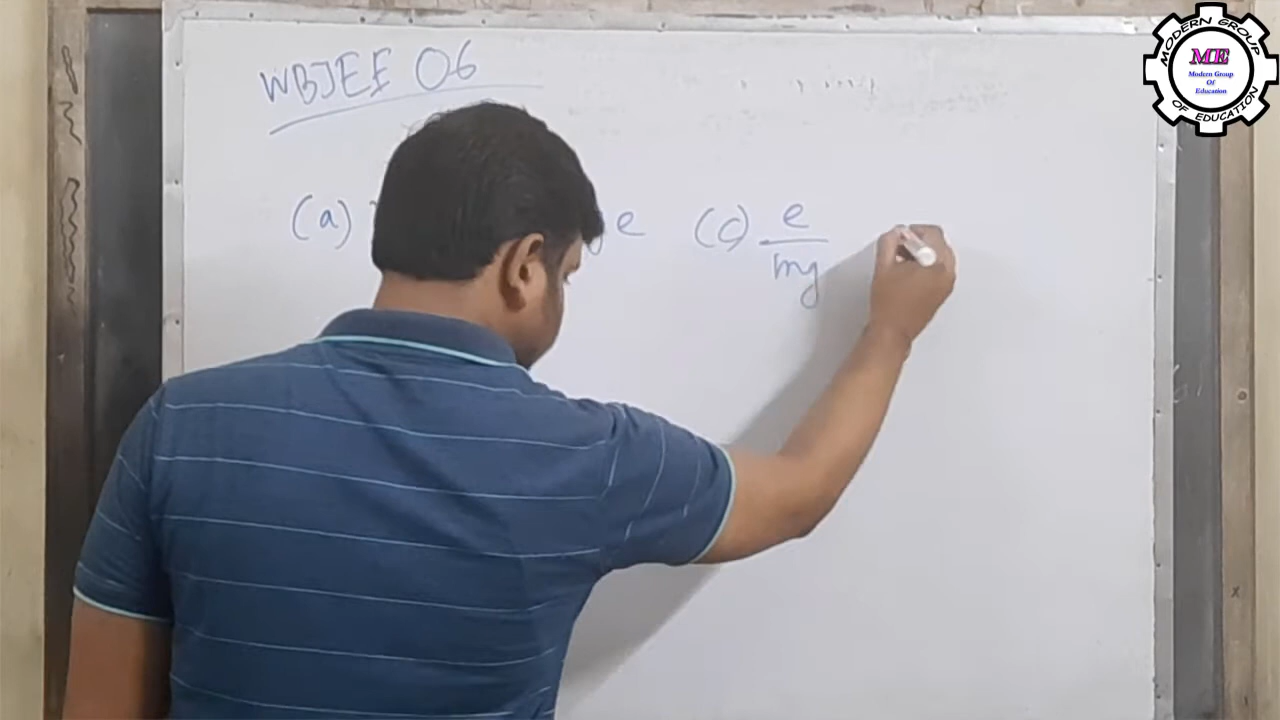 WBJEE 06
(a) e (c) e
mg
MODERN GROUP
ME
Modern Group
Of
Education
OF EDUCATION